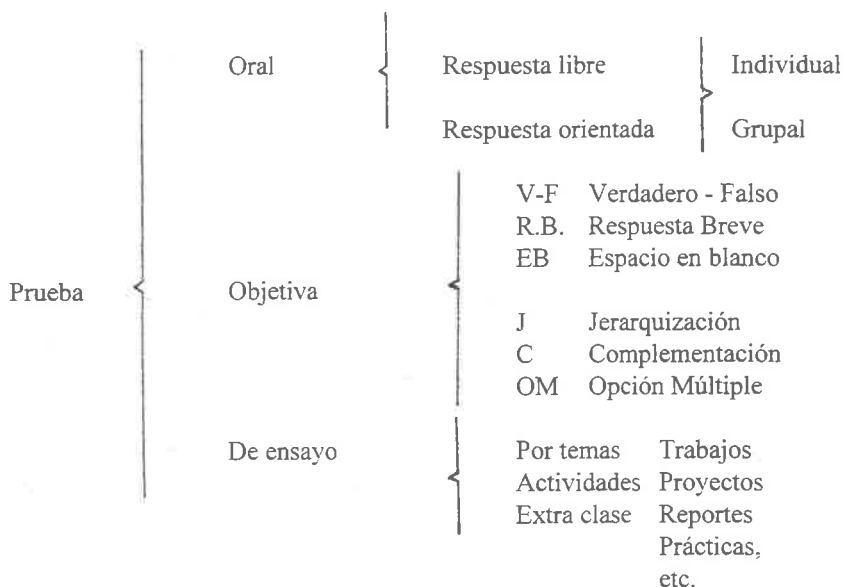 Oral Respuesta libre Individual
Respuesta orientada Grupal
V-F Verdadero - Falso
R.B. Respuesta Breve
EB Espacio en blanco
Prueba Objetiva
J Jerarquización
C Complementación
OM Opción Múltiple
De ensayo Por temas Trabajos
Actividades Proyectos
Extra clase Reportes
Prácticas,
etc.